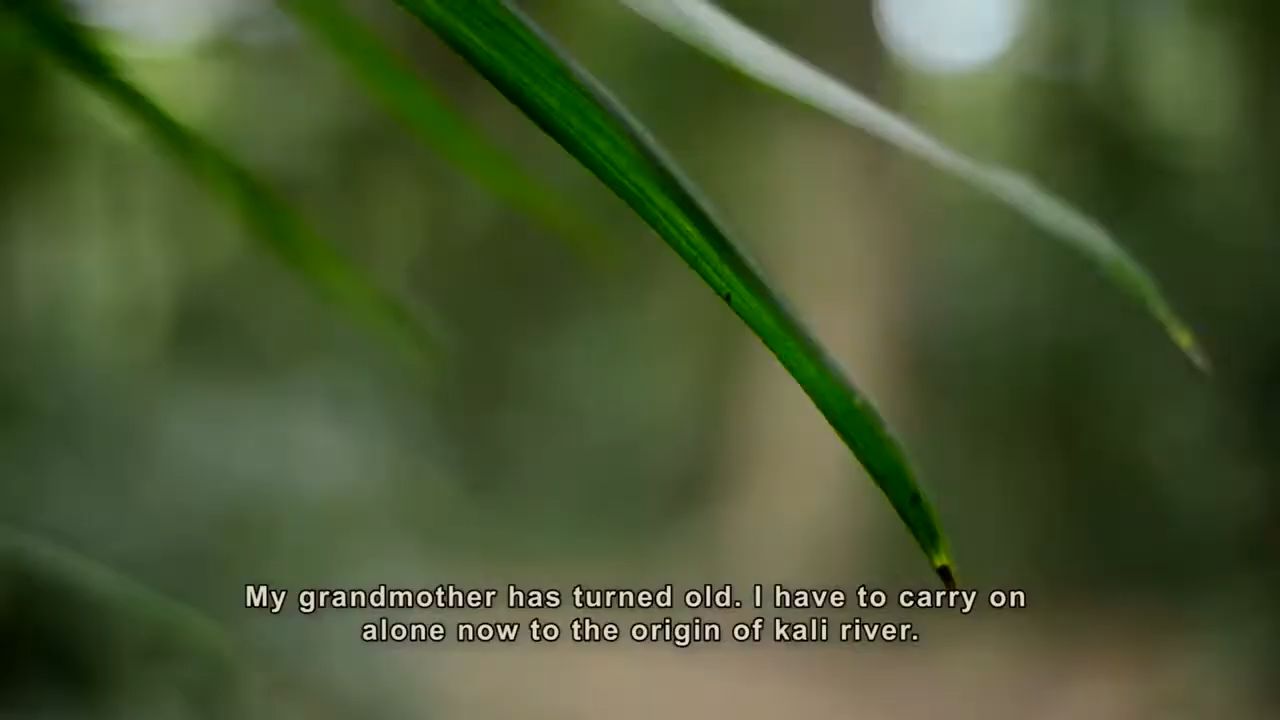 My grandmother has turned old. I have to carry on
alone now to the origin of kali river.